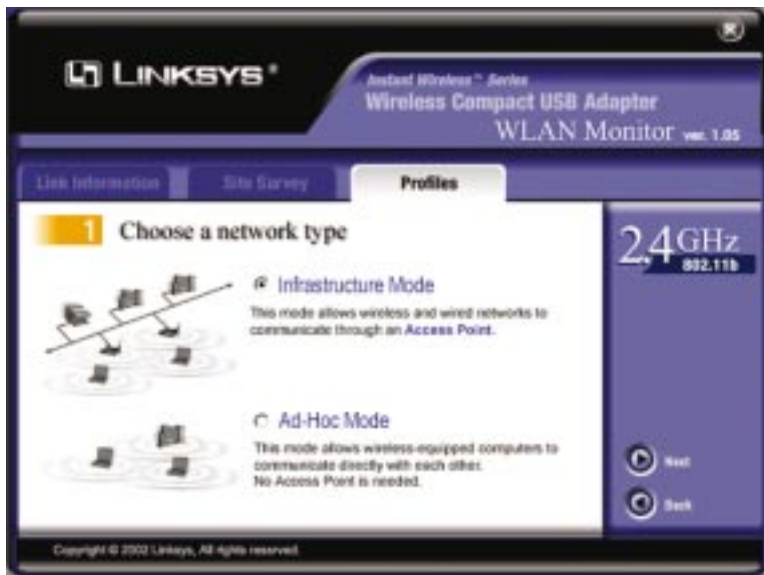 LINKSYS®
Instant Wireless™ Series
Wireless Compact USB Adapter
WLAN Monitor ver. 1.05
Link Information
Site Survey
Profiles
1 Choose a network type
2.4GHz
802.11b
Infrastructure Mode
This mode allows wireless and wired networks to
communicate through an Access Point.
Ad-Hoc Mode
This mode allows wireless-equipped computers to
communicate directly with each other.
No Access Point is needed.
Next
Back
Copyright © 2002 Linksys, All rights reserved.